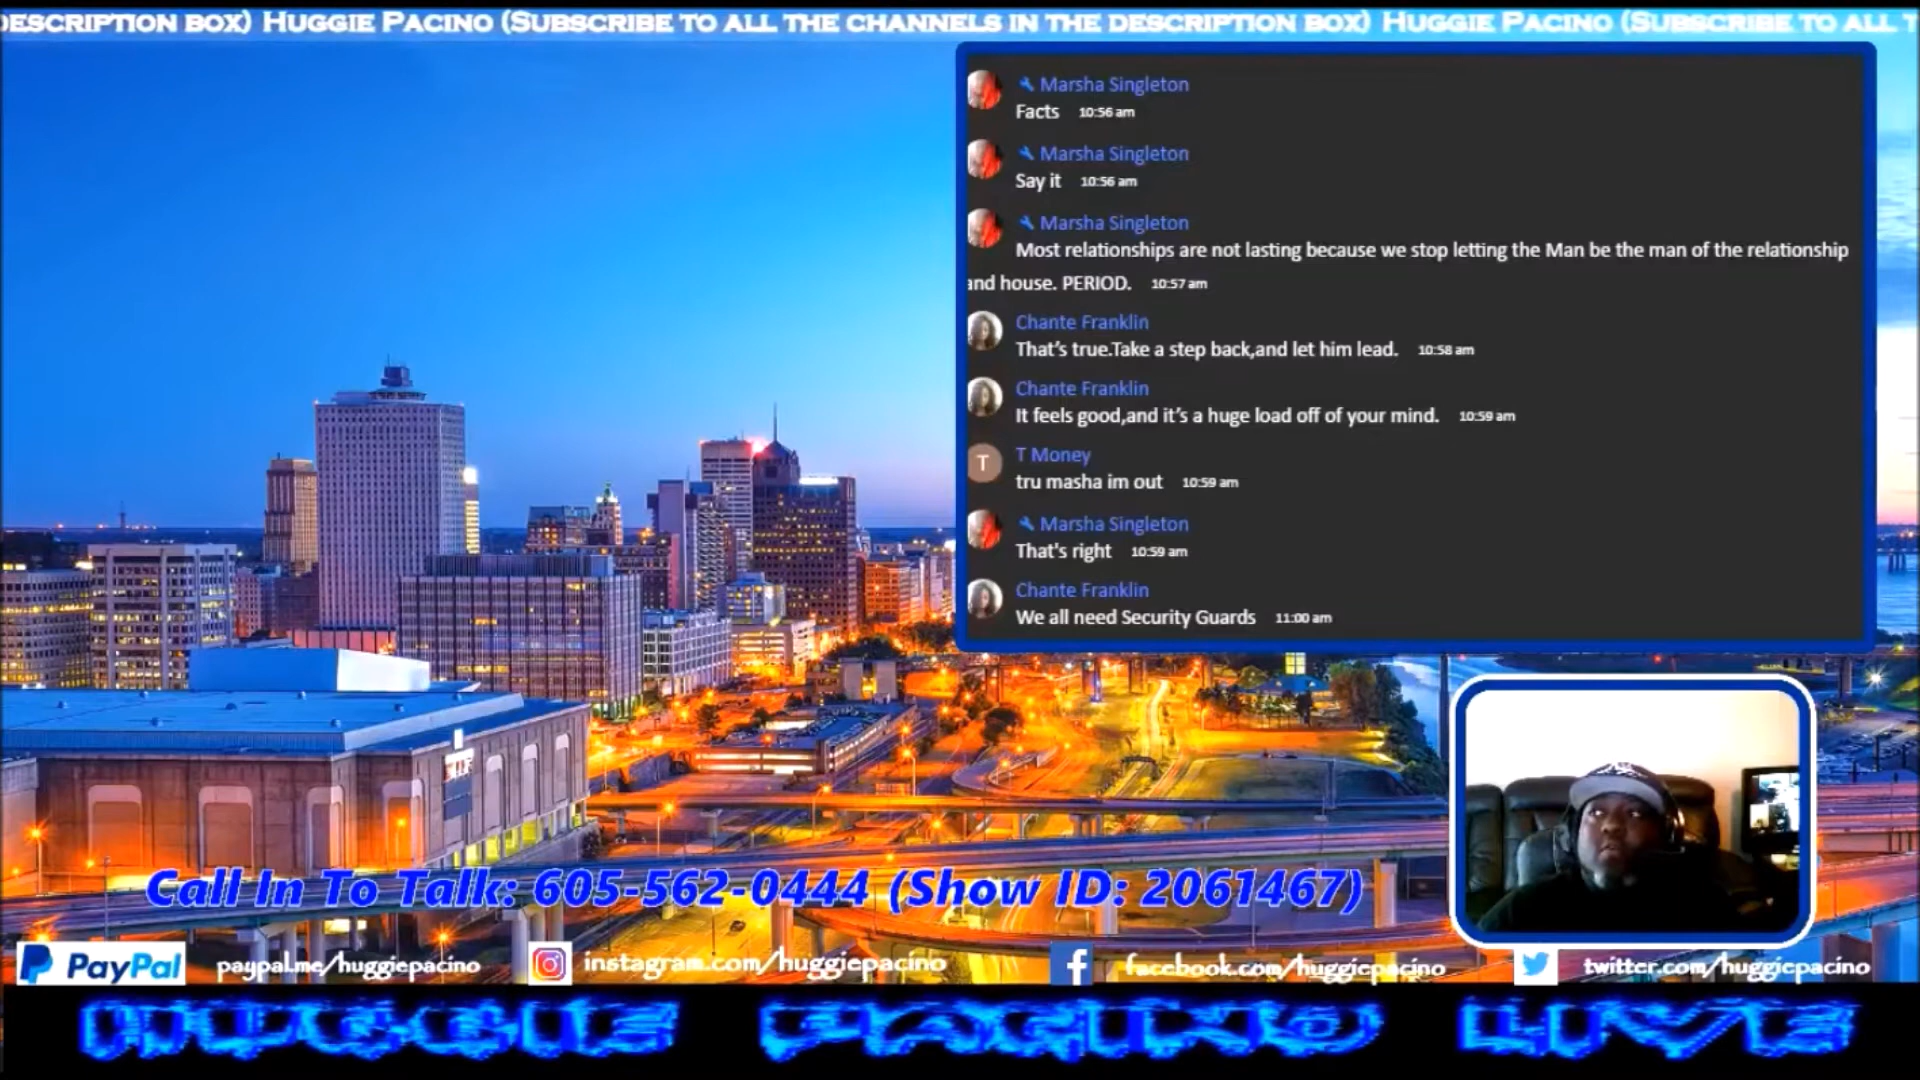 DESCRIPTION BOX) HUGGIE PACINO (SUBSCRIBE TO ALL THE CHANNELS IN THE DESCRIPTION BOX) HUGGIE PACINO (SUBSCRIBE TO ALL T
Marsha Singleton
Facts 10:56 am
Marsha Singleton
Say it 10:56 am
Marsha Singleton
Most relationships are not lasting because we stop letting the Man be the man of the relationship
and house. PERIOD. 10:57 am
Chante Franklin
That's true.Take a step back,and let him lead. 10:58 am
Chante Franklin
It feels good,and it's a huge load off of your mind. 10:59 am
T Money
T
tru masha im out 10:59 am
Marsha Singleton
That's right 10:59 am
Chante Franklin
We all need Security Guards 11:00 am
Call In To Talk: 605-562-0444 (Show ID: 2061467)
PayPal paypal.me/huggiepacino instagram.com/huggiepacino facebook.com/huggiepacino twitter.com/huggiepacino
HUGGIE PACINO LIVE